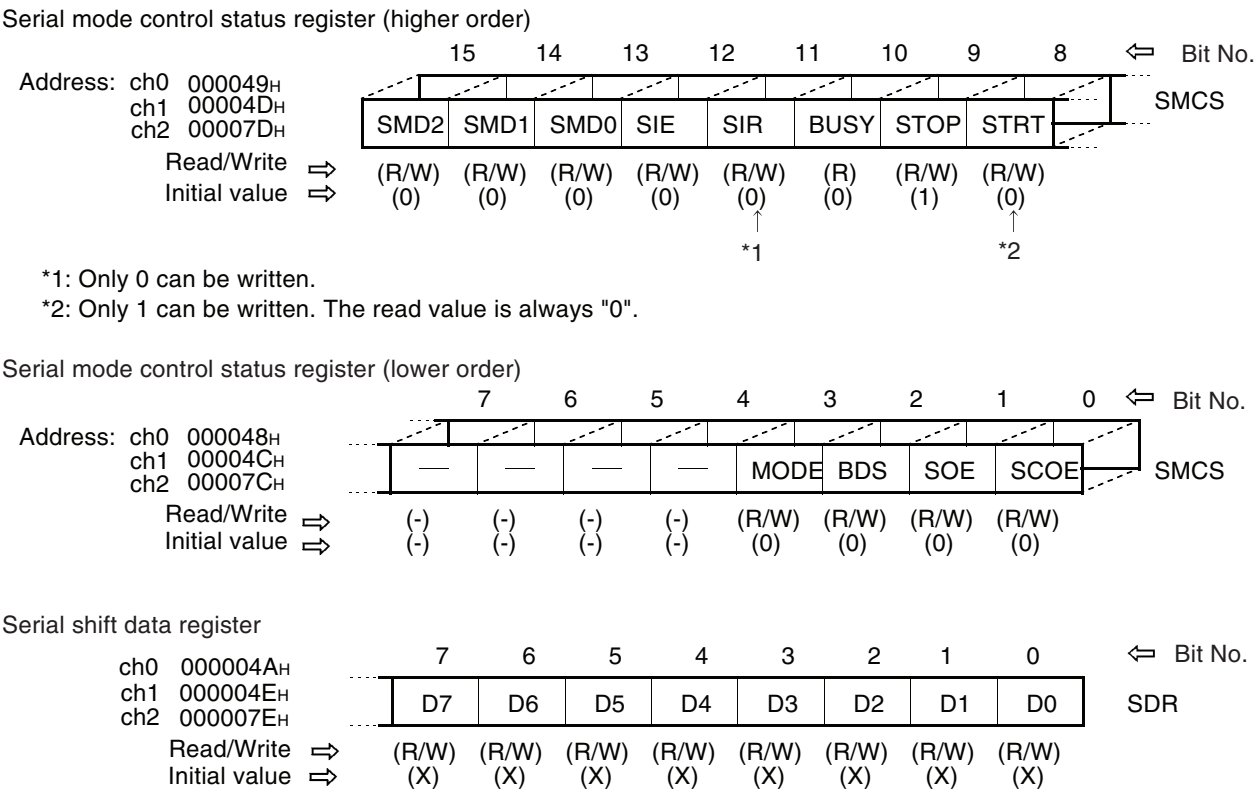 Serial mode control status register (higher order)
15 14 13 12 11 10 9 8 ⇐ Bit No.
Address: ch0 000049H
ch1 00004DH
ch2 00007DH
SMCS
SMD2 SMD1 SMD0 SIE SIR BUSY STOP STRT
Read/Write ⇨ (R/W) (R/W) (R/W) (R/W) (R/W) (R) (R/W) (R/W)
Initial value ⇨ (0) (0) (0) (0) (0) (0) (1) (0)
*1 *2
*1: Only 0 can be written.
*2: Only 1 can be written. The read value is always "0".
Serial mode control status register (lower order)
7 6 5 4 3 2 1 0 ⇐ Bit No.
Address: ch0 000048H
ch1 00004CH
ch2 00007CH
— — — — MODE BDS SOE SCOE SMCS
Read/Write ⇨ (-) (-) (-) (-) (R/W) (R/W) (R/W) (R/W)
Initial value ⇨ (-) (-) (-) (-) (0) (0) (0) (0)
Serial shift data register
7 6 5 4 3 2 1 0 ⇐ Bit No.
ch0 000004AH
ch1 000004EH
ch2 000007EH
D7 D6 D5 D4 D3 D2 D1 D0 SDR
Read/Write ⇨ (R/W) (R/W) (R/W) (R/W) (R/W) (R/W) (R/W) (R/W)
Initial value ⇨ (X) (X) (X) (X) (X) (X) (X) (X)